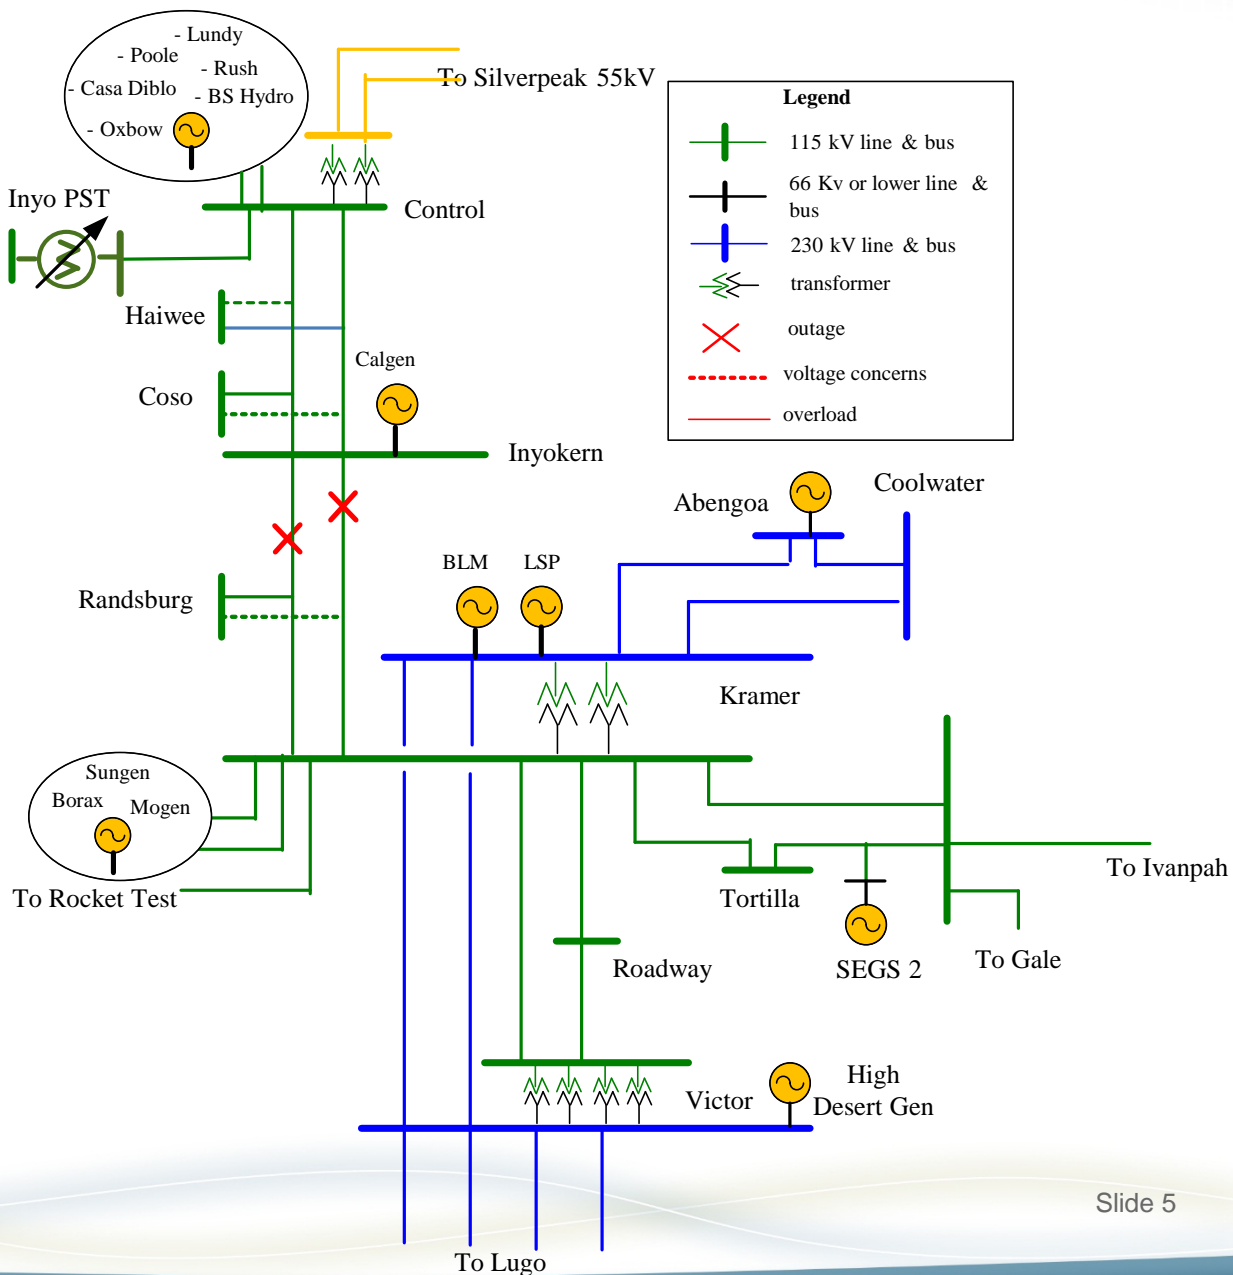 - Lundy
- Poole
- Rush
- Casa Diblo
- BS Hydro
- Oxbow
To Silverpeak 55kV
Inyo PST
Control
Haiwee
Coso
Calgen
Inyokern
Randsburg
Legend
115 kV line & bus
66 Kv or lower line &
bus
230 kV line & bus
transformer
outage
voltage concerns
overload
Abengoa
Coolwater
BLM
LSP
Kramer
Sungen
Borax
Mogen
To Rocket Test
Tortilla
To Ivanpah
SEGS 2
To Gale
Roadway
Victor
High
Desert Gen
To Lugo
Slide 5